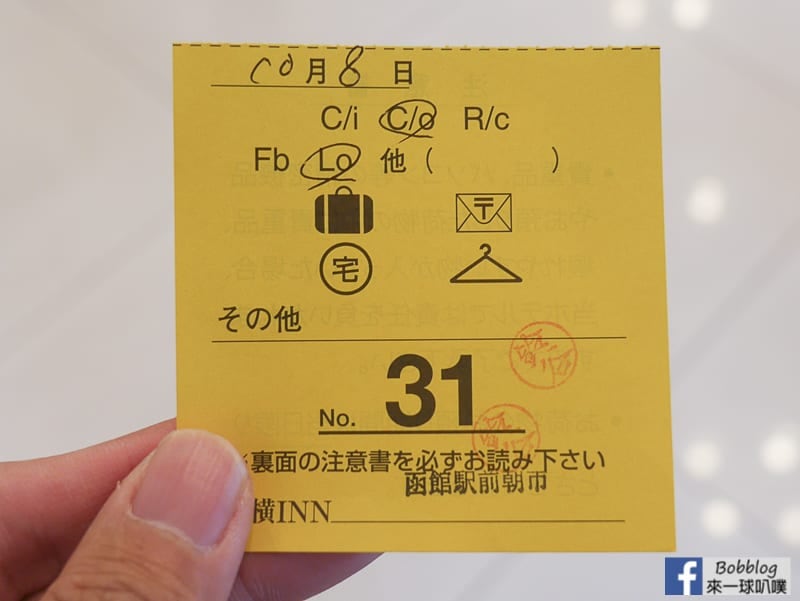 10月8日
C/i C/o R/c
Fb Lo 他( )
〒
宅
その他
No. 31
※裏面の注意書を必ずお読み下さい
函館駅前朝市
横INN
Bobblog
來一球叭噗